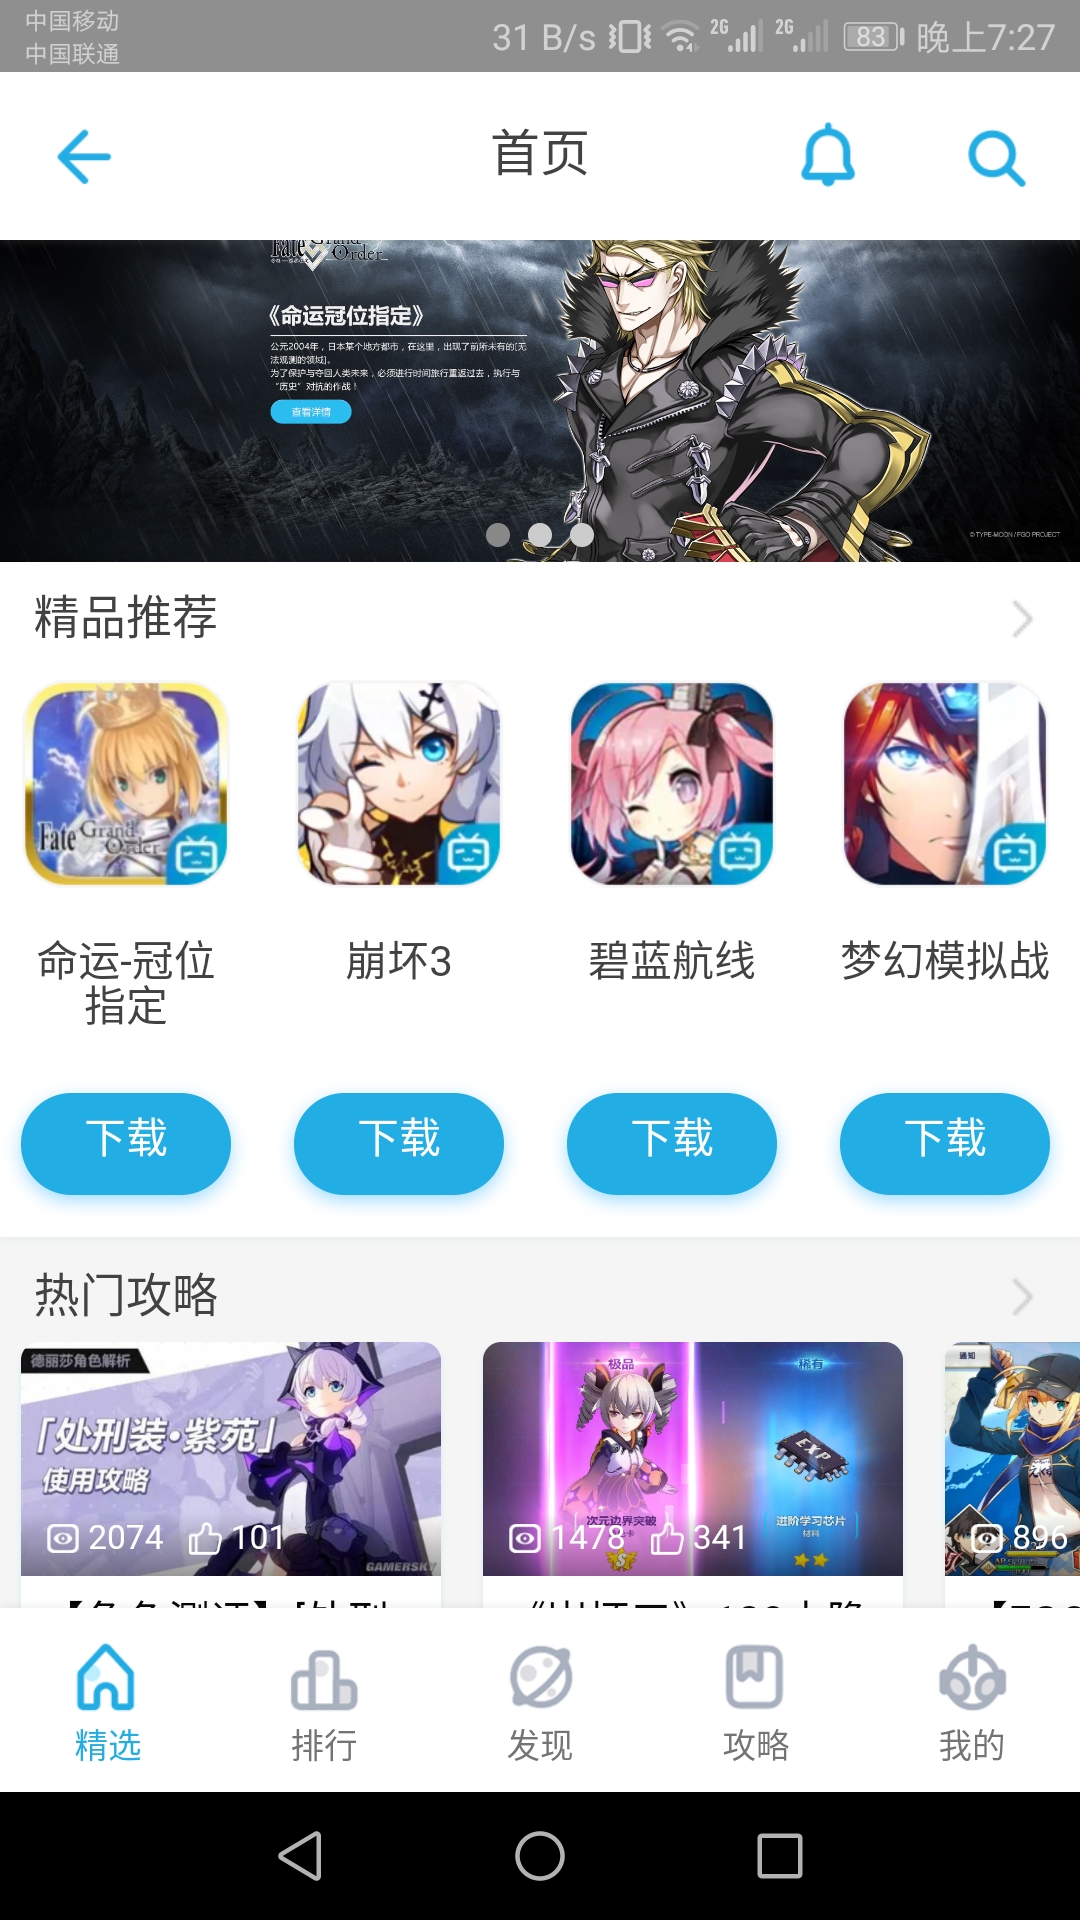 中国移动
中国联通
31 B/s
2G
2G
83
晚上7:27
首页
Fate
Grand
Order
《命运冠位指定》
公元2004年，日本某个地方都市，在这里，出现了前所未有的[无
法观测的领域]。
为了保护与夺回人类未来，必须进行时间旅行重返过去，执行与
“历史”对抗的作战！
查看详情
©TYPE-MOON / FGO PROJECT
精品推荐
Fate Grand Order
命运-冠位
指定
崩坏3
碧蓝航线
梦幻模拟战
下载
下载
下载
下载
热门攻略
德丽莎角色解析
「处刑装·紫苑」
使用攻略
2074
101
GAMERSKY
极品
稀有
EXP
次元边界突破
进阶学习芯片
材料
1478
341
通知
896
精选
排行
发现
攻略
我的